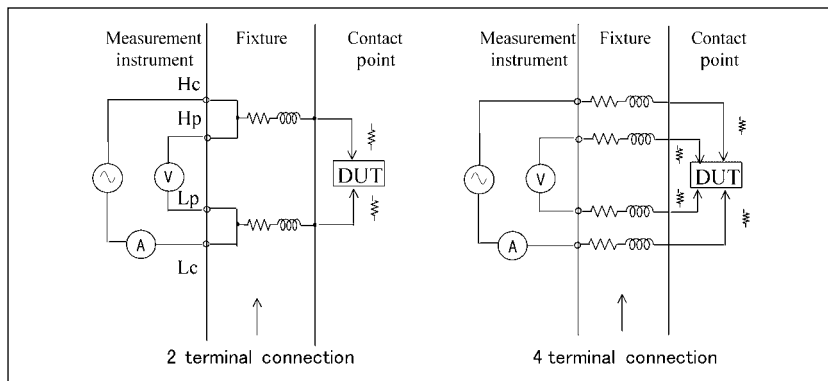 Measurement
instrument
Fixture
Contact
point
Hc
Hp
V
Lp
A
Lc
DUT
2 terminal connection
Measurement
instrument
Fixture
Contact
point
V
A
DUT
4 terminal connection